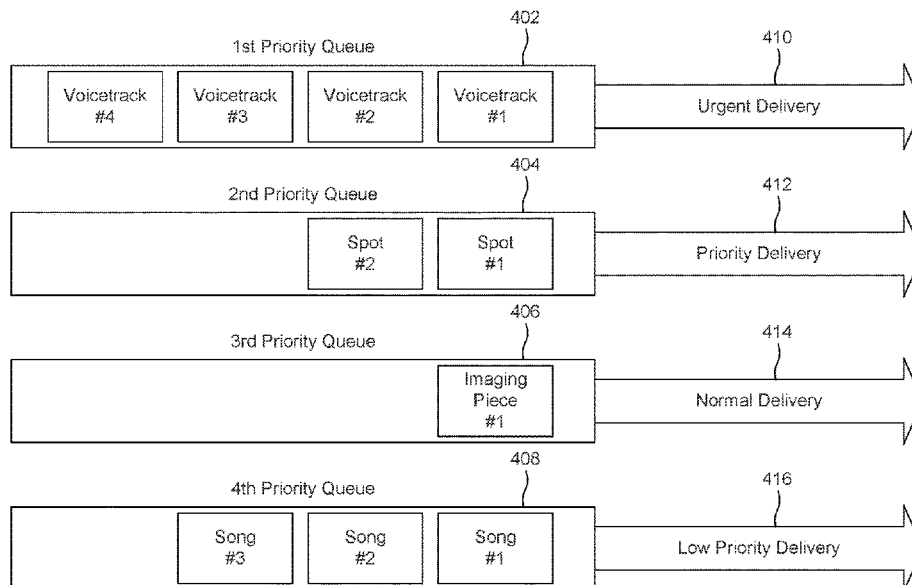 402
1st Priority Queue
410
Voicetrack
#4
Voicetrack
#3
Voicetrack
#2
Voicetrack
#1
Urgent Delivery
404
2nd Priority Queue
412
Spot
#2
Spot
#1
Priority Delivery
406
3rd Priority Queue
414
Imaging
Piece
#1
Normal Delivery
408
4th Priority Queue
416
Song
#3
Song
#2
Song
#1
Low Priority Delivery